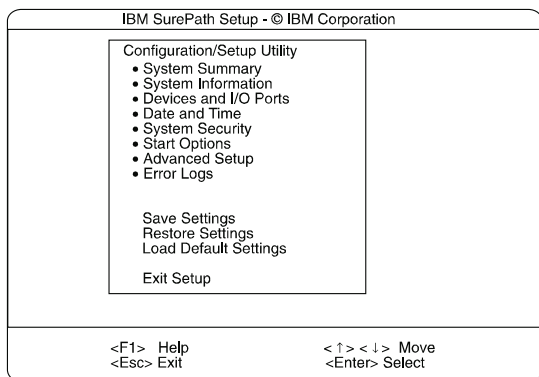 IBM SurePath Setup - © IBM Corporation
Configuration/Setup Utility
• System Summary
• System Information
• Devices and I/O Ports
• Date and Time
• System Security
• Start Options
• Advanced Setup
• Error Logs
Save Settings
Restore Settings
Load Default Settings
Exit Setup
<F1> Help < ↑ > < ↓ > Move
<Esc> Exit <Enter> Select